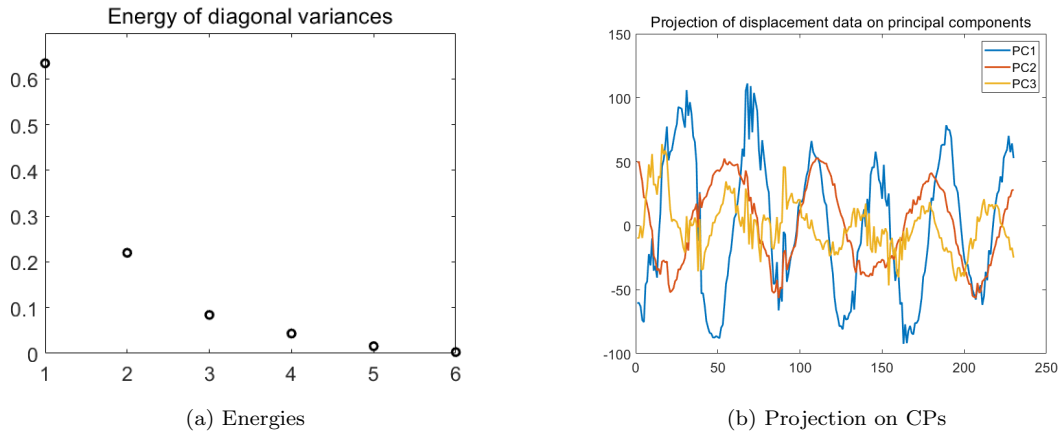 Energy of diagonal variances
0.6
0.5
0.4
0.3
0.2
0.1
0
1 2 3 4 5 6
(a) Energies
Projection of displacement data on principal components
150
100
50
0
-50
-100
0 50 100 150 200 250
PC1
PC2
PC3
(b) Projection on CPs